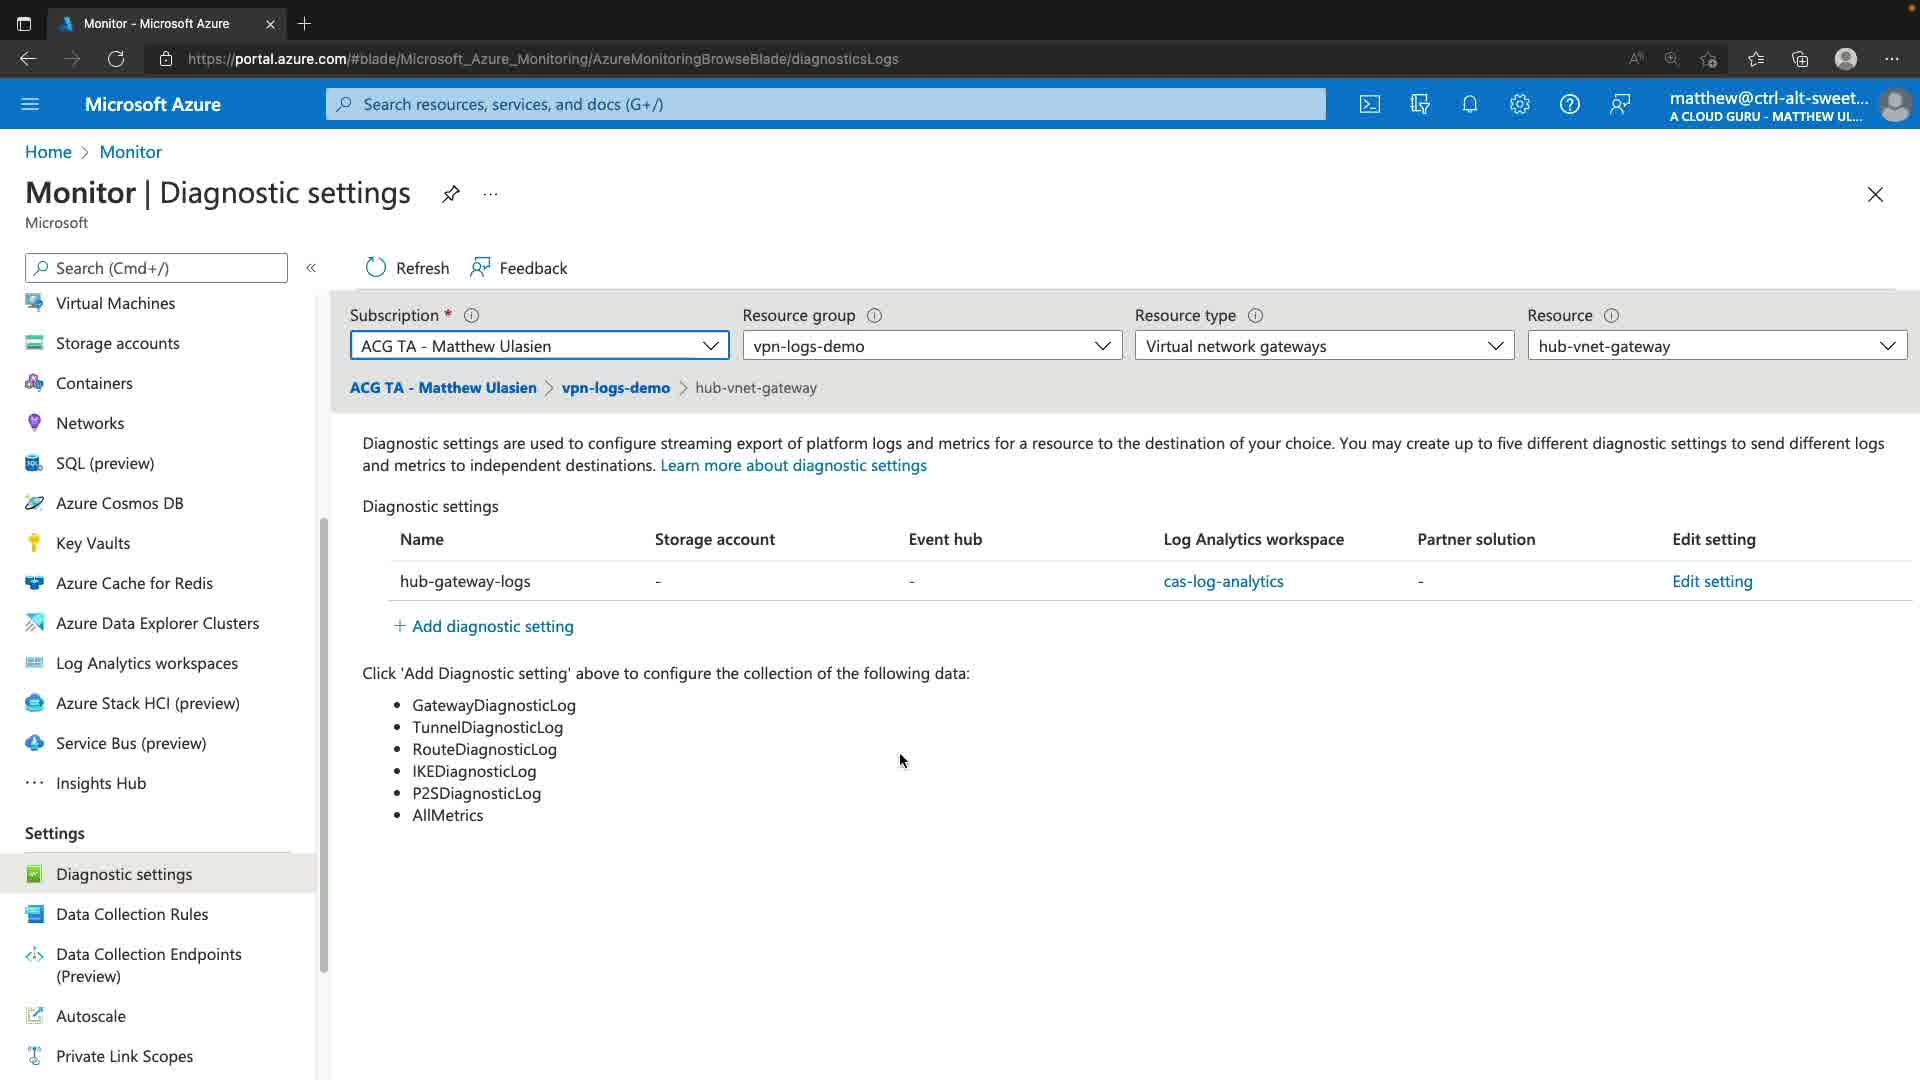 Monitor - Microsoft Azure
https://portal.azure.com/#blade/Microsoft_Azure_Monitoring/AzureMonitoringBrowseBlade/diagnosticsLogs
Microsoft Azure
Search resources, services, and docs (G+/)
matthew@ctrl-alt-sweet...
A CLOUD GURU - MATTHEW UL...
Home > Monitor
Monitor | Diagnostic settings
Microsoft
Search (Cmd+/)
«
Refresh
Feedback
Virtual Machines
Storage accounts
Containers
Networks
SQL (preview)
Azure Cosmos DB
Key Vaults
Azure Cache for Redis
Azure Data Explorer Clusters
Log Analytics workspaces
Azure Stack HCI (preview)
Service Bus (preview)
Insights Hub
Settings
Diagnostic settings
Data Collection Rules
Data Collection Endpoints
(Preview)
Autoscale
Private Link Scopes
Subscription * Resource group Resource type Resource
ACG TA - Matthew Ulasien vpn-logs-demo Virtual network gateways hub-vnet-gateway
ACG TA - Matthew Ulasien > vpn-logs-demo > hub-vnet-gateway
Diagnostic settings are used to configure streaming export of platform logs and metrics for a resource to the destination of your choice. You may create up to five different diagnostic settings to send different logs
and metrics to independent destinations. Learn more about diagnostic settings
Diagnostic settings
Name Storage account Event hub Log Analytics workspace Partner solution Edit setting
hub-gateway-logs - - cas-log-analytics - Edit setting
+ Add diagnostic setting
Click 'Add Diagnostic setting' above to configure the collection of the following data:
• GatewayDiagnosticLog
• TunnelDiagnosticLog
• RouteDiagnosticLog
• IKEDiagnosticLog
• P2SDiagnosticLog
• AllMetrics